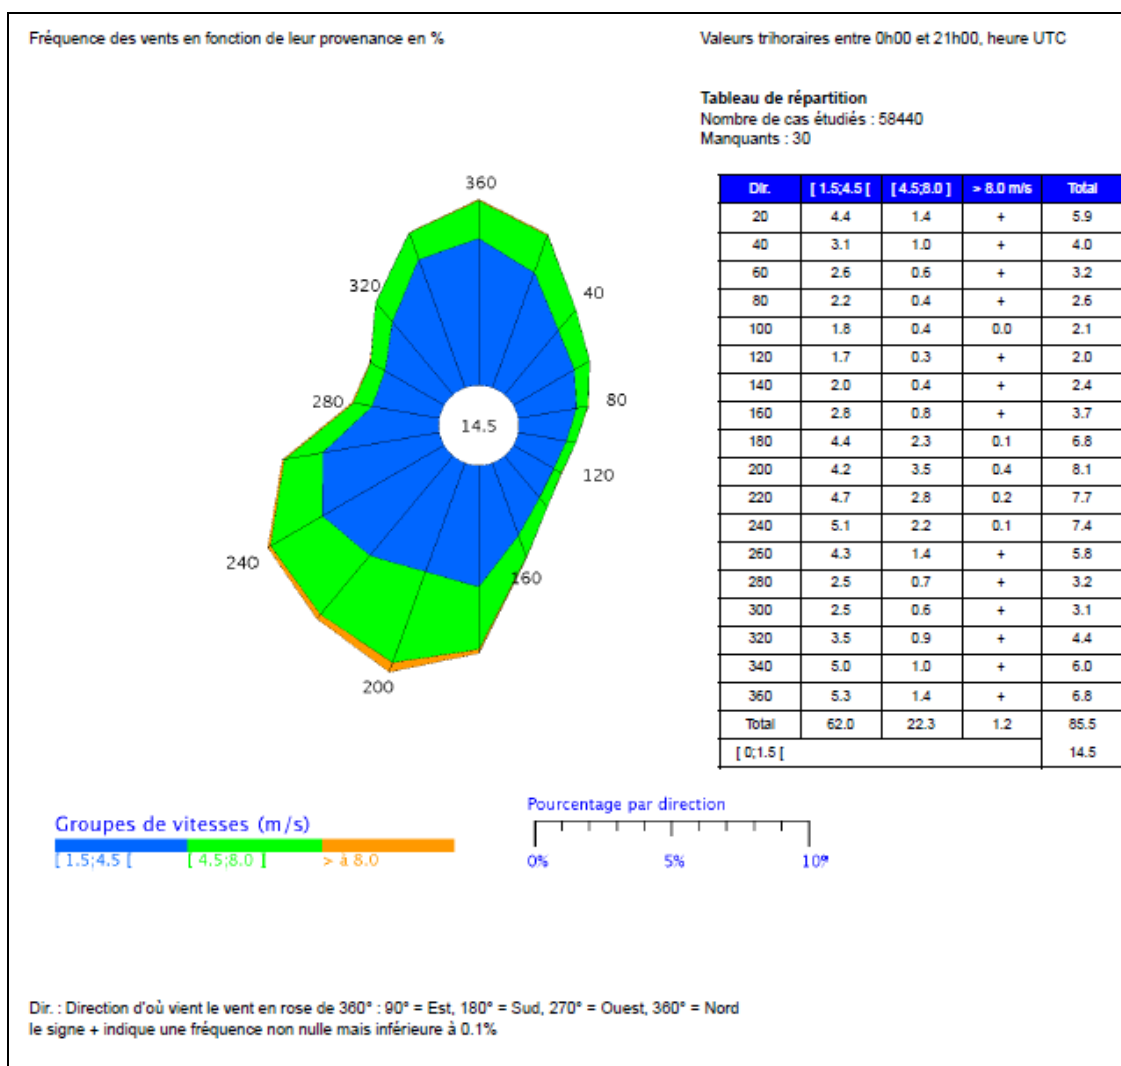 Fréquence des vents en fonction de leur provenance en %
Valeurs trihoraires entre 0h00 et 21h00, heure UTC
Tableau de répartition
Nombre de cas étudiés : 58440
Manquants : 30
360
40
80
120
160
200
240
280
320
14.5
Dir. [ 1.5;4.5 [ [ 4.5;8.0 ] > 8.0 m/s Total
20 4.4 1.4 + 5.9
40 3.1 1.0 + 4.0
60 2.6 0.6 + 3.2
80 2.2 0.4 + 2.6
100 1.8 0.4 0.0 2.1
120 1.7 0.3 + 2.0
140 2.0 0.4 + 2.4
160 2.8 0.8 + 3.7
180 4.4 2.3 0.1 6.8
200 4.2 3.5 0.4 8.1
220 4.7 2.8 0.2 7.7
240 5.1 2.2 0.1 7.4
260 4.3 1.4 + 5.8
280 2.5 0.7 + 3.2
300 2.5 0.6 + 3.1
320 3.5 0.9 + 4.4
340 5.0 1.0 + 6.0
360 5.3 1.4 + 6.8
Total 62.0 22.3 1.2 85.5
[ 0;1.5 [ 14.5
Groupes de vitesses (m/s)
[ 1.5;4.5 [ [ 4.5;8.0 ] > à 8.0
Pourcentage par direction
0% 5% 10%
Dir. : Direction d'où vient le vent en rose de 360° : 90° = Est, 180° = Sud, 270° = Ouest, 360° = Nord
le signe + indique une fréquence non nulle mais inférieure à 0.1%